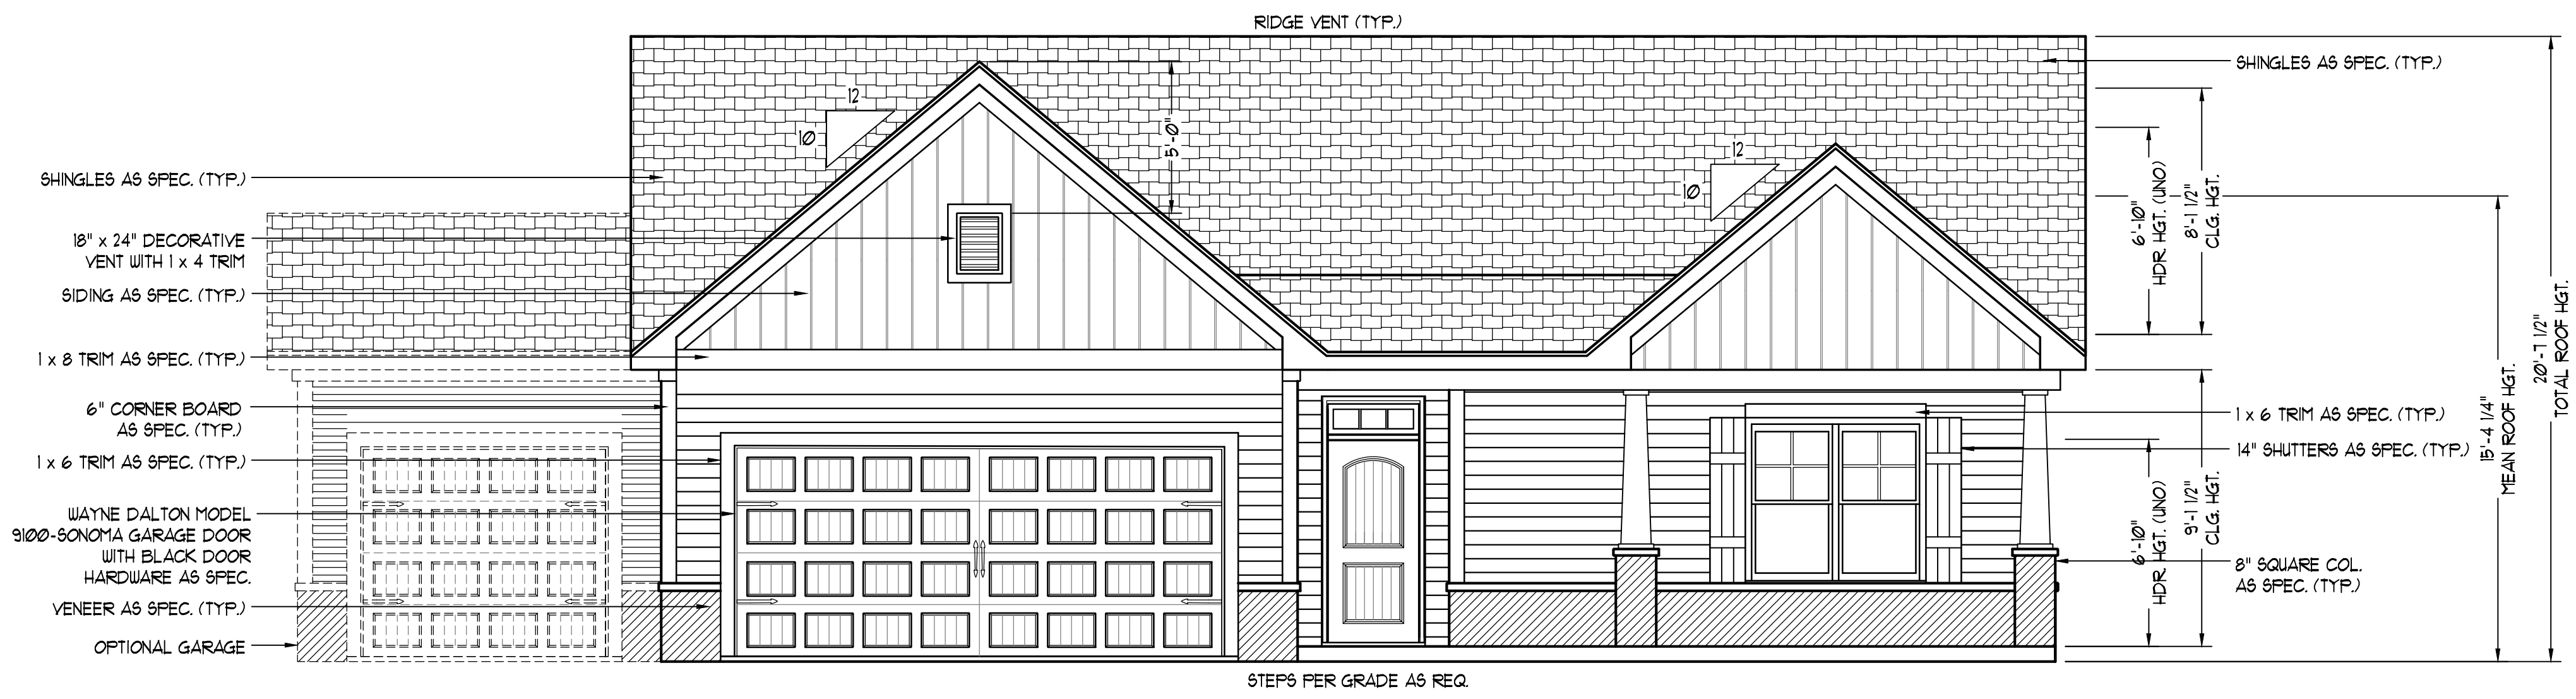 RIDGE VENT (TYP.)
SHINGLES AS SPEC. (TYP.)
12
10
5'-0"
12
10
SHINGLES AS SPEC. (TYP.)
18" x 24" DECORATIVE
VENT WITH 1 x 4 TRIM
SIDING AS SPEC. (TYP.)
1 x 8 TRIM AS SPEC. (TYP.)
6" CORNER BOARD
AS SPEC. (TYP.)
1 x 6 TRIM AS SPEC. (TYP.)
WAYNE DALTON MODEL
9100-SONOMA GARAGE DOOR
WITH BLACK DOOR
HARDWARE AS SPEC.
VENEER AS SPEC. (TYP.)
OPTIONAL GARAGE
6'-10"
HDR. HGT. (UNO)
8'-1 1/2"
CLG. HGT.
20'-7 1/2"
TOTAL ROOF HGT.
15'-4 1/4"
MEAN ROOF HGT.
1 x 6 TRIM AS SPEC. (TYP.)
14" SHUTTERS AS SPEC. (TYP.)
6'-10"
HDR. HGT. (UNO)
9'-1 1/2"
CLG. HGT.
8" SQUARE COL.
AS SPEC. (TYP.)
STEPS PER GRADE AS REQ.